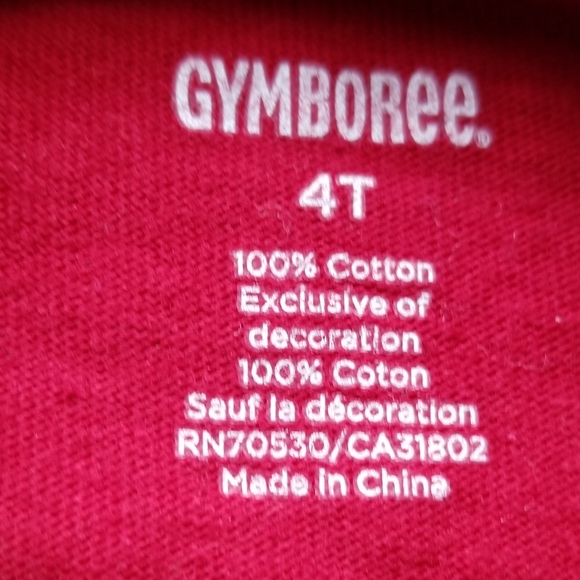 GYMBOREE®
4T
100% Cotton
Exclusive of
decoration
100% Coton
Sauf la décoration
RN70530/CA31802
Made in China